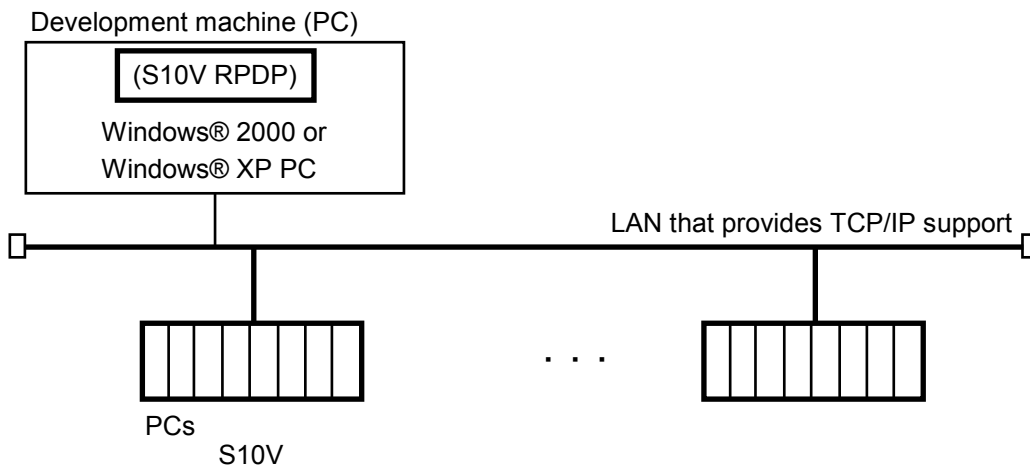 Development machine (PC)
(S10V RPDP)
Windows® 2000 or
Windows® XP PC
LAN that provides TCP/IP support
. . .
PCs
S10V